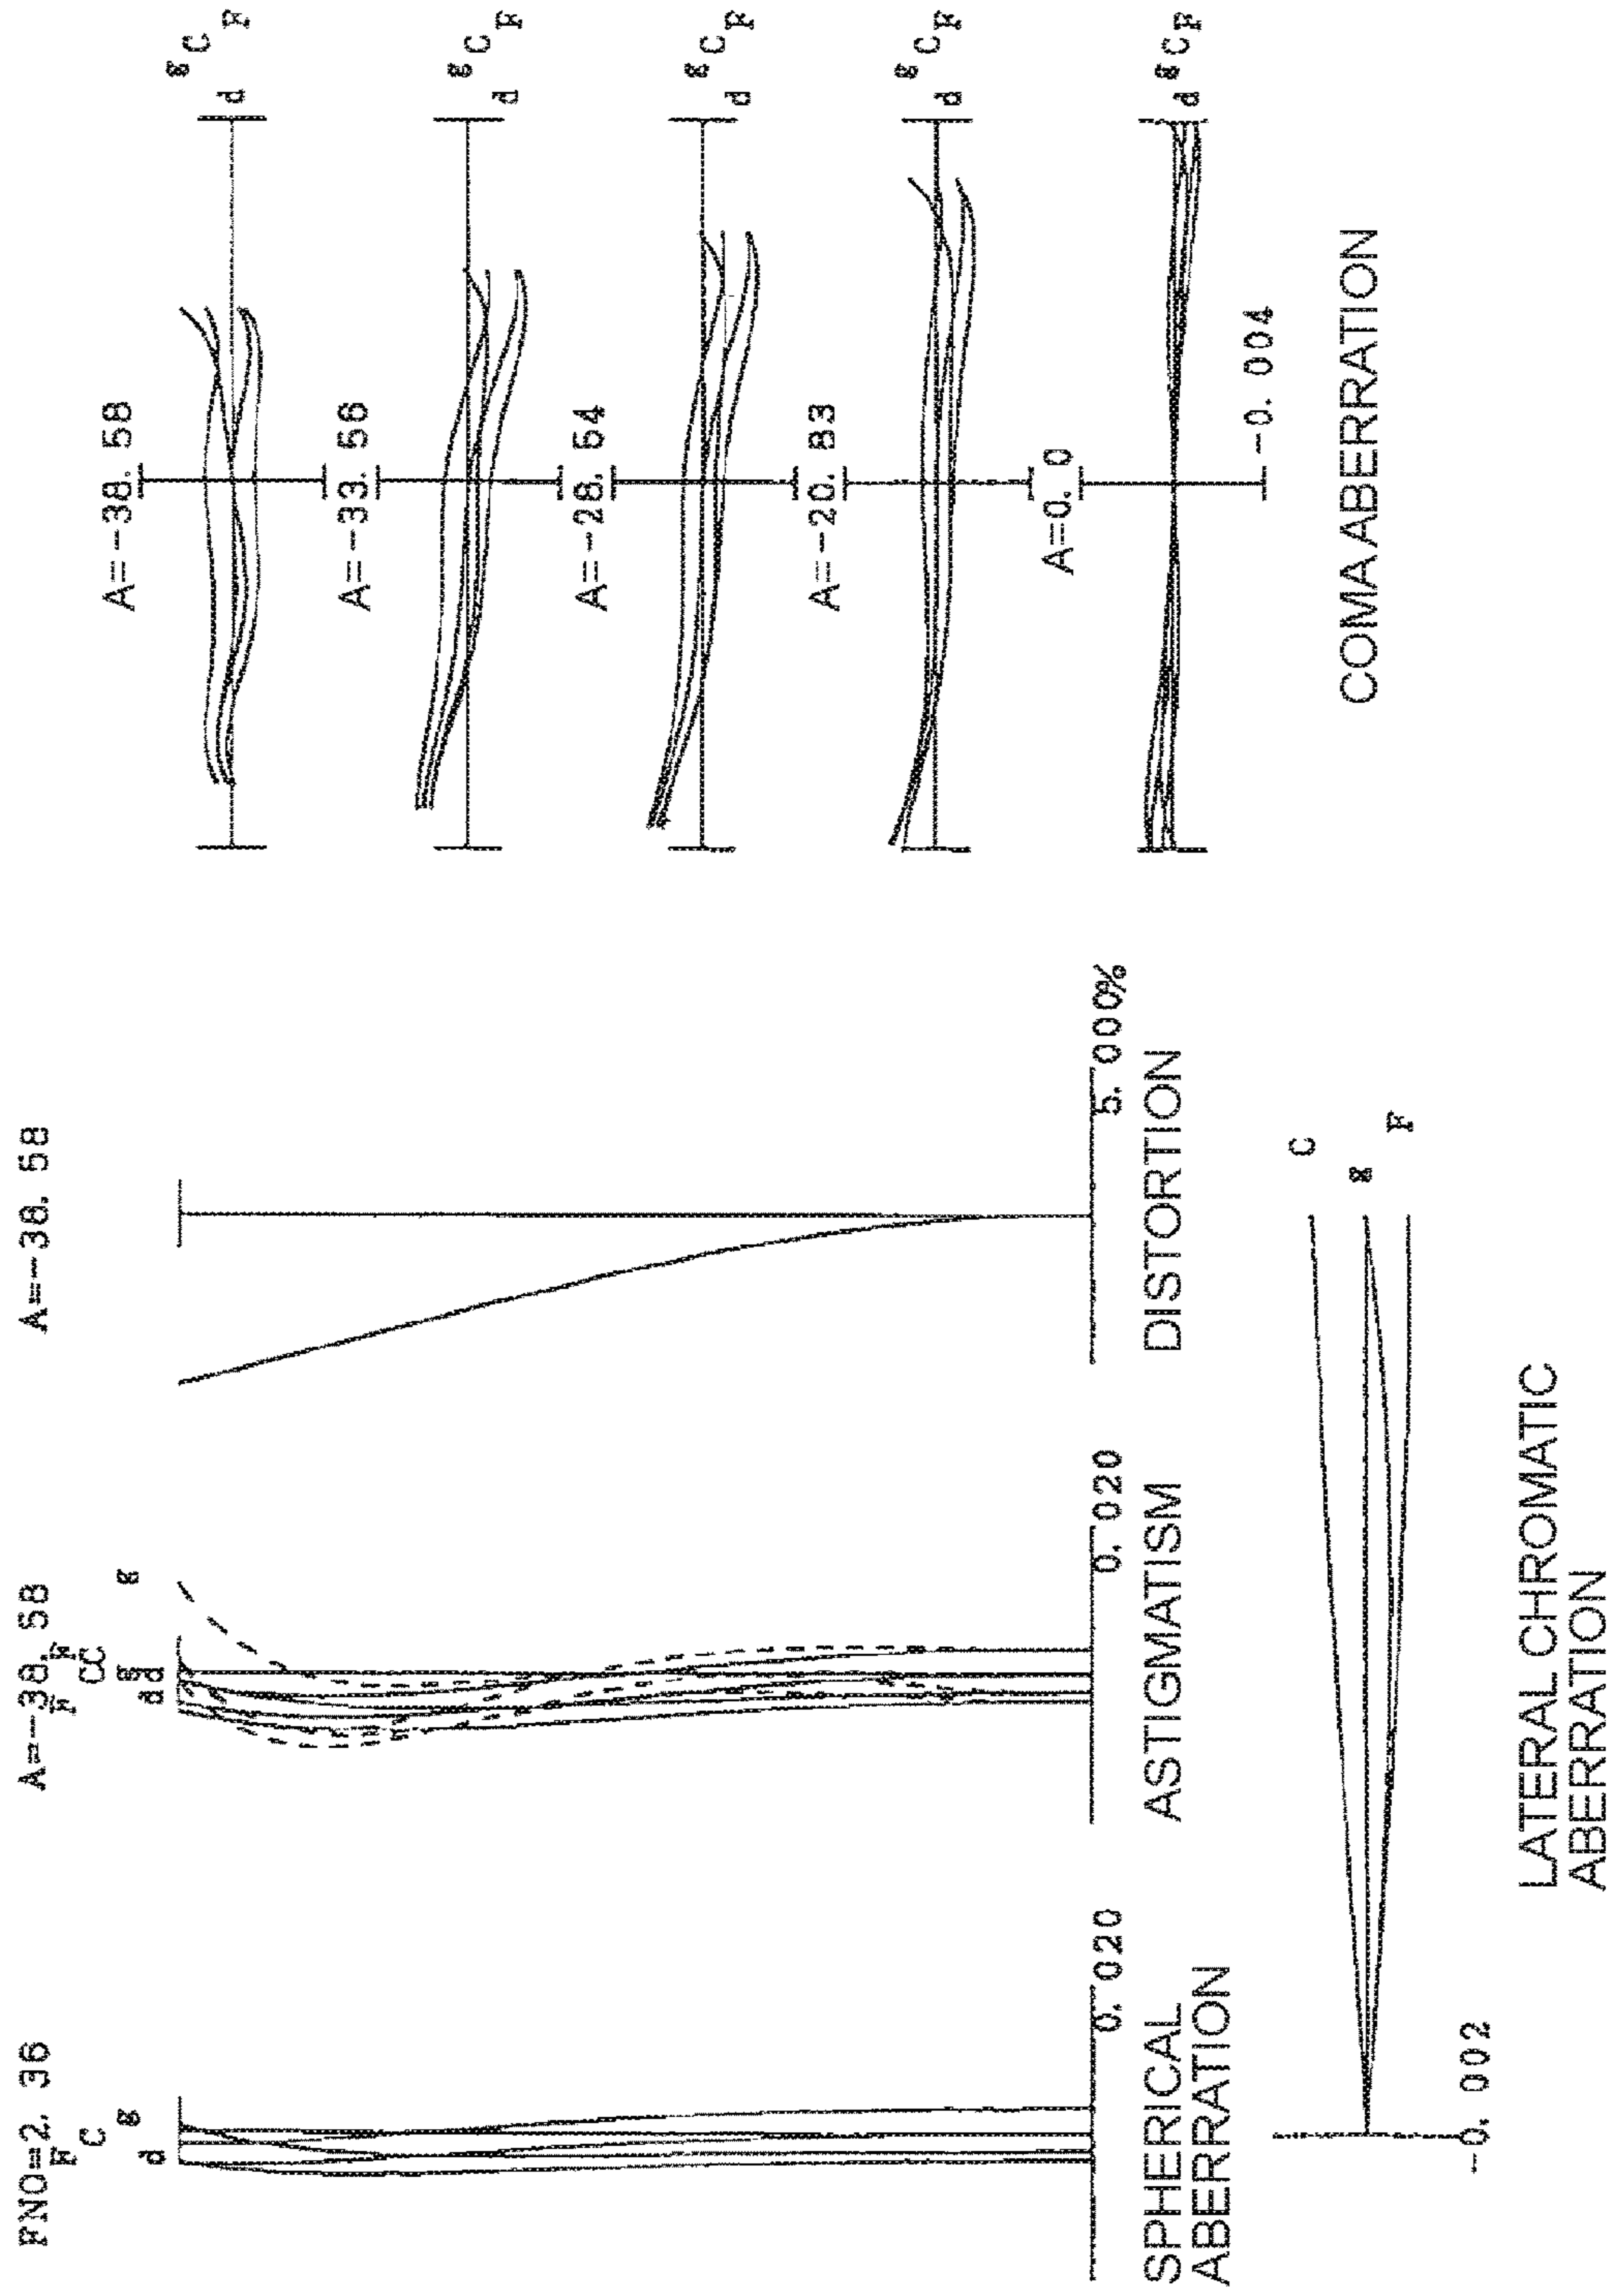 FNO=2. 36
F
C
g
d
0. 020
SPHERICAL
ABERRATION
A=-38. 58
F
F
CC
g
g
d
d
0. 020
ASTIGMATISM
A=-38. 58
5. 000%
DISTORTION
C
g
F
-0. 002
LATERAL CHROMATIC
ABERRATION
A=-38. 58
g
C
F
d
A=-33. 56
g
C
F
d
A=-28. 54
g
C
F
d
A=-20. 83
g
C
F
d
A=0. 0
g
C
F
d
-0. 004
COMA ABERRATION